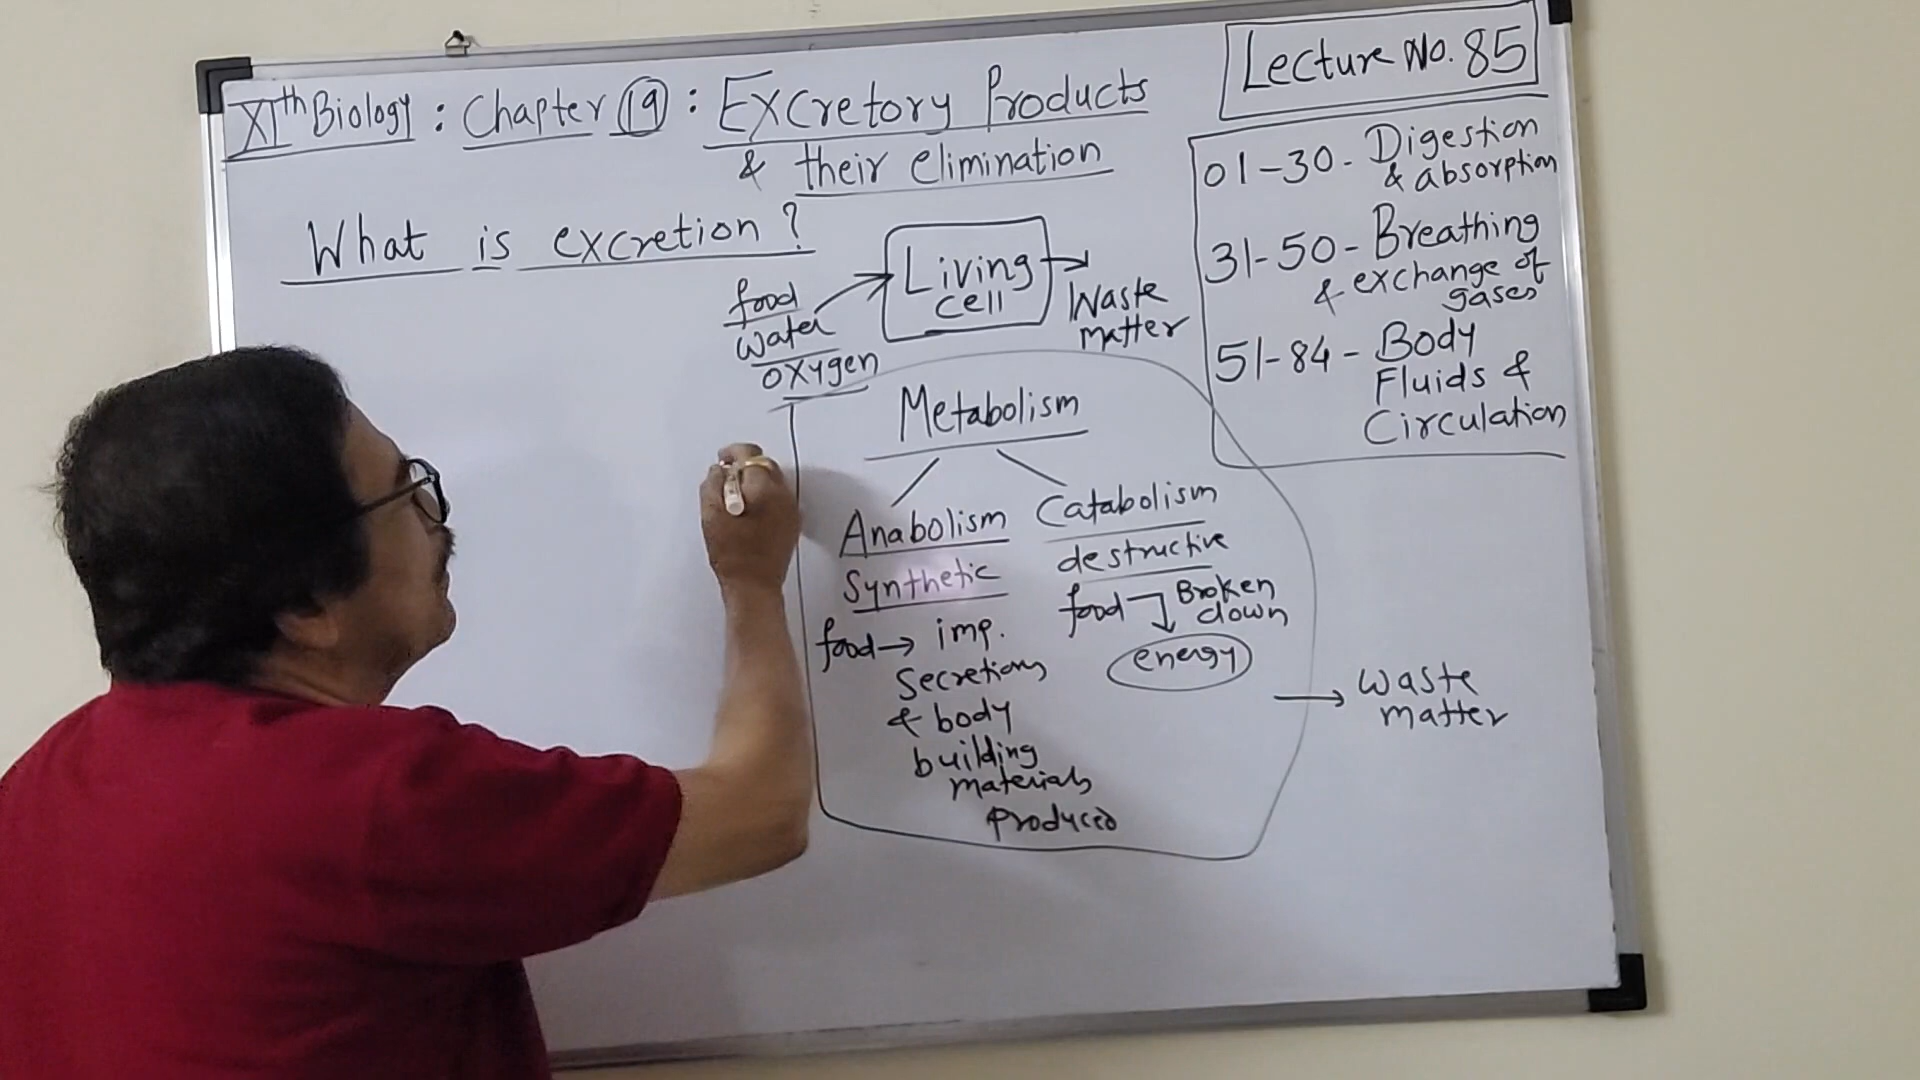 XIth Biology : Chapter 19 : Excretory Products
& their elimination
Lecture No. 85
01-30- Digestion
& absorption
31-50- Breathing
& exchange of
gases
51-84- Body
Fluids &
Circulation
What is excretion?
food
water
oxygen
Living
cell
Waste
matter
Metabolism
Anabolism
Synthetic
food → imp.
Secretions
& body
building
materials
produced
Catabolism
destructive
food Broken
down
energy
→ waste
matter